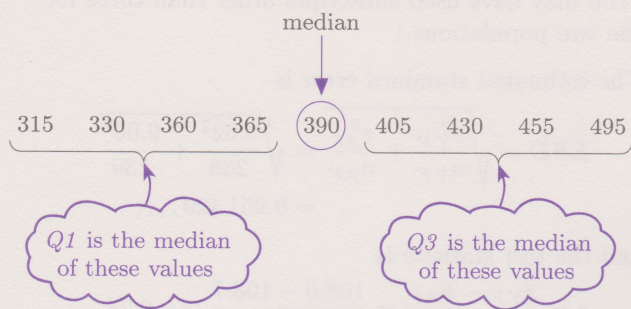 median
315 330 360 365 390 405 430 455 495
Q1 is the median
of these values
Q3 is the median
of these values